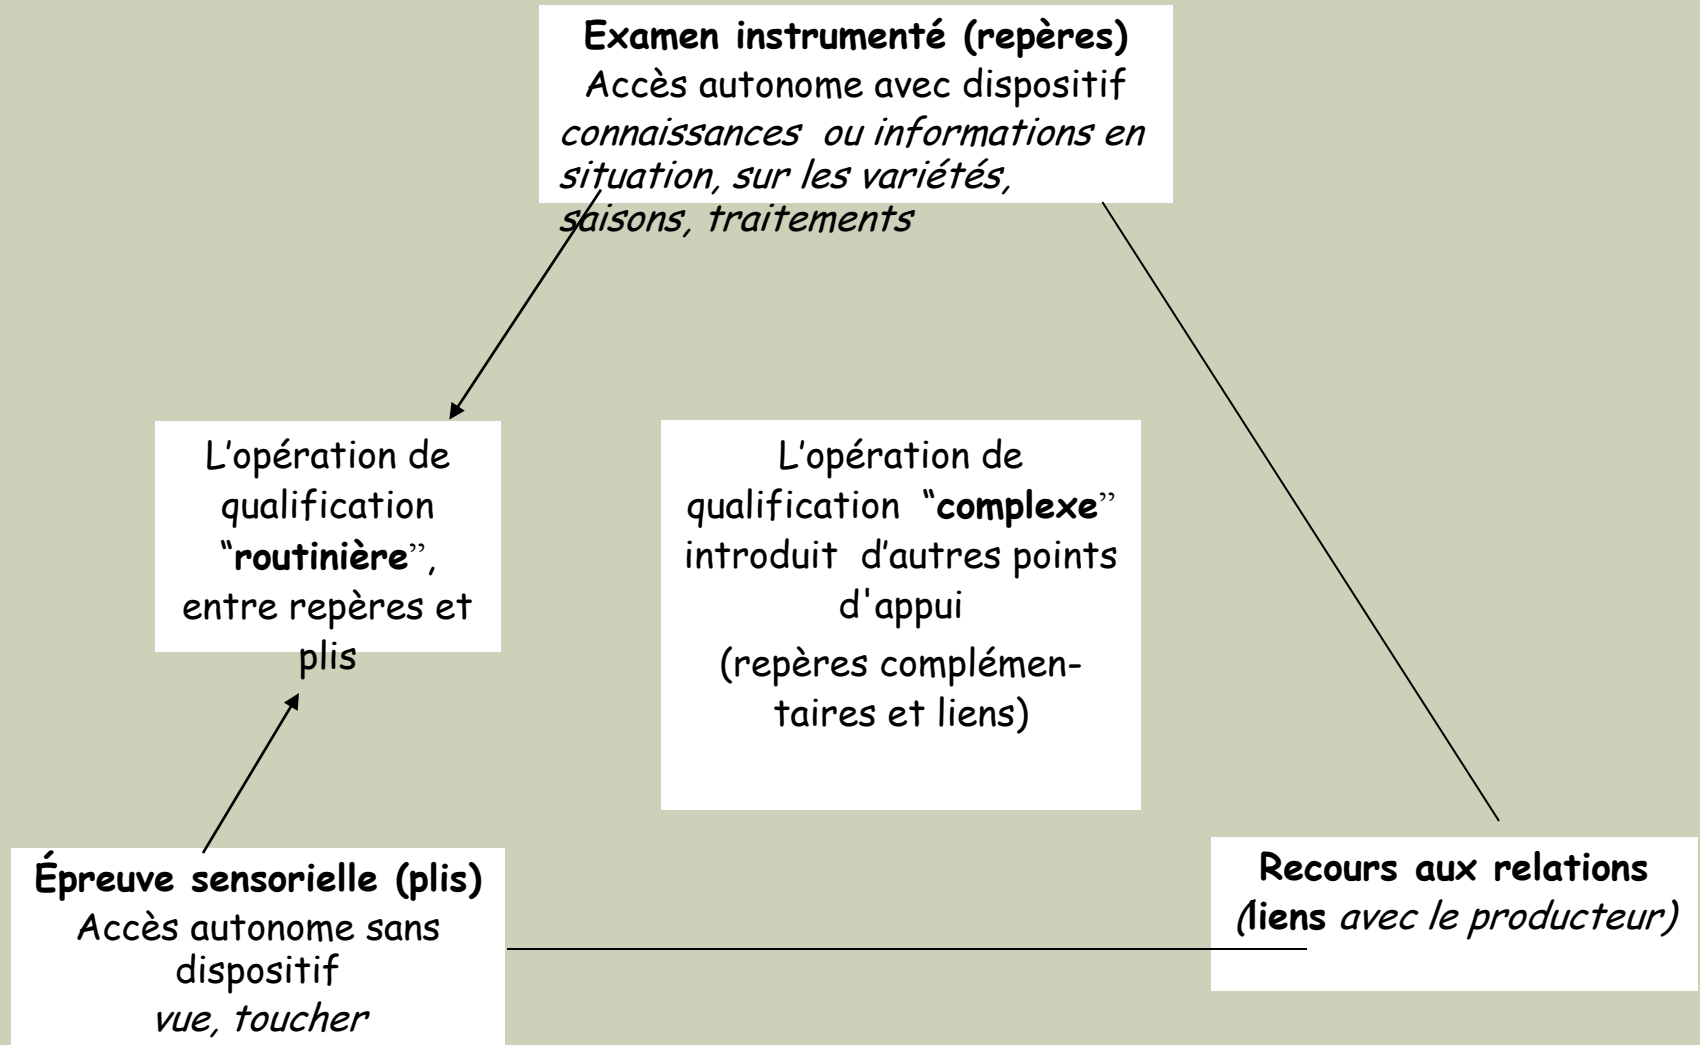 Examen instrumenté (repères)
Accès autonome avec dispositif
connaissances ou informations en
situation, sur les variétés,
saisons, traitements
L’opération de
qualification
“routinière”,
entre repères et
plis
L’opération de
qualification “complexe”
introduit d’autres points
d'appui
(repères complémen-
taires et liens)
Épreuve sensorielle (plis)
Accès autonome sans
dispositif
vue, toucher
Recours aux relations
(liens avec le producteur)